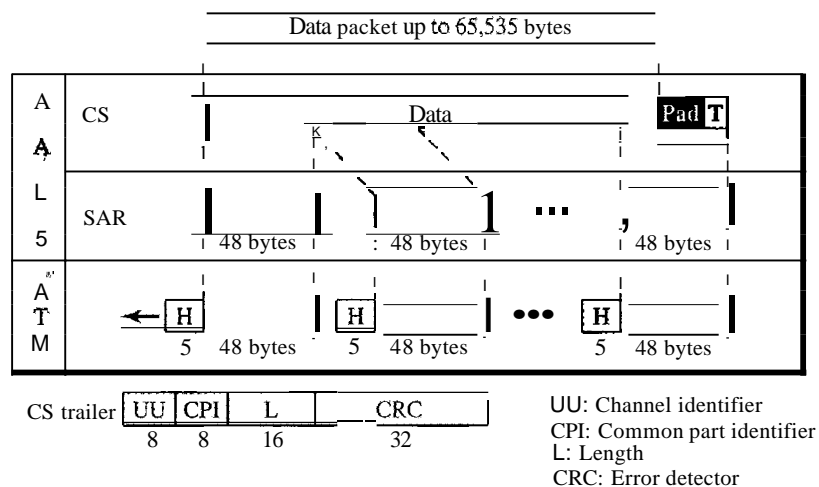 Data packet up to 65,535 bytes
A
A
L
5
CS
Data
Pad T
SAR
48 bytes
48 bytes
...
48 bytes
A
T
M
H
H
•••
H
5 48 bytes
5 48 bytes
5 48 bytes
CS trailer UU CPI L CRC
8 8 16 32
UU: Channel identifier
CPI: Common part identifier
L: Length
CRC: Error detector